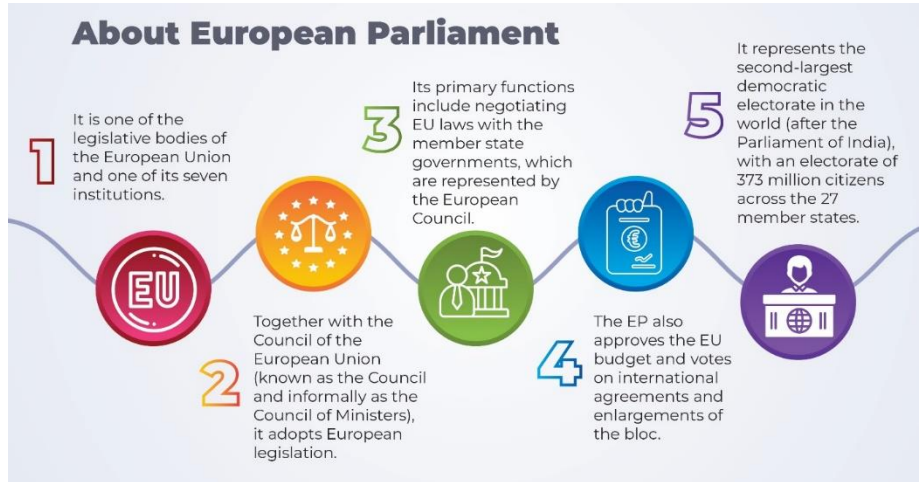 About European Parliament
1
It is one of the
legislative bodies of
the European Union
and one of its seven
institutions.
EU
2
Together with the
Council of the
European Union
(known as the Council
and informally as the
Council of Ministers),
it adopts European
legislation.
3
Its primary functions
include negotiating
EU laws with the
member state
governments, which
are represented by
the European
Council.
€
4
The EP also
approves the EU
budget and votes
on international
agreements and
enlargements of
the bloc.
5
It represents the
second-largest
democratic
electorate in the
world (after the
Parliament of India),
with an electorate of
373 million citizens
across the 27
member states.